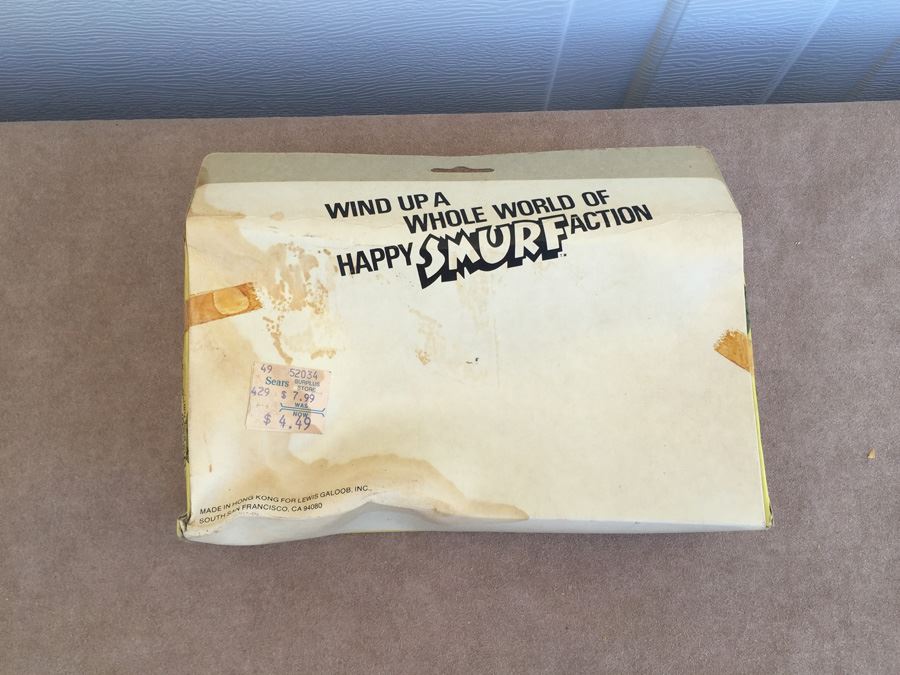 WIND UP A
WHOLE WORLD OF
HAPPY SMURF ACTION
49 52034
Sears SURPLUS STORE
429 $ 7.99
WAS
NOW
$ 4.49
MADE IN HONG KONG FOR LEWIS GALOOB, INC.,
SOUTH SAN FRANCISCO, CA 94080